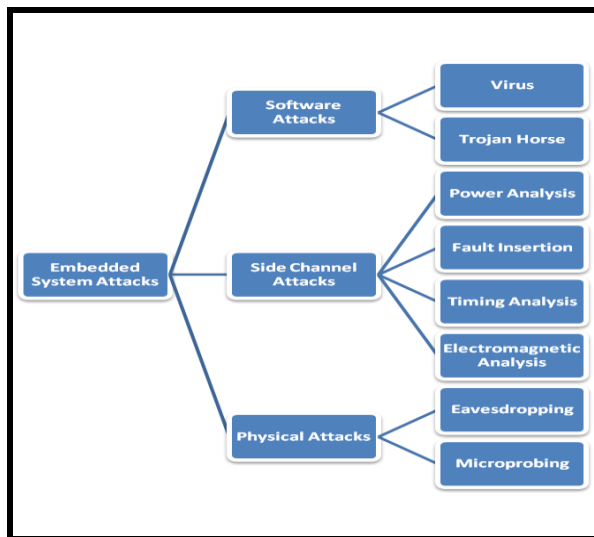 Embedded
System Attacks
Software
Attacks
Virus
Trojan Horse
Side Channel
Attacks
Power Analysis
Fault Insertion
Timing Analysis
Electromagnetic
Analysis
Physical Attacks
Eavesdropping
Microprobing